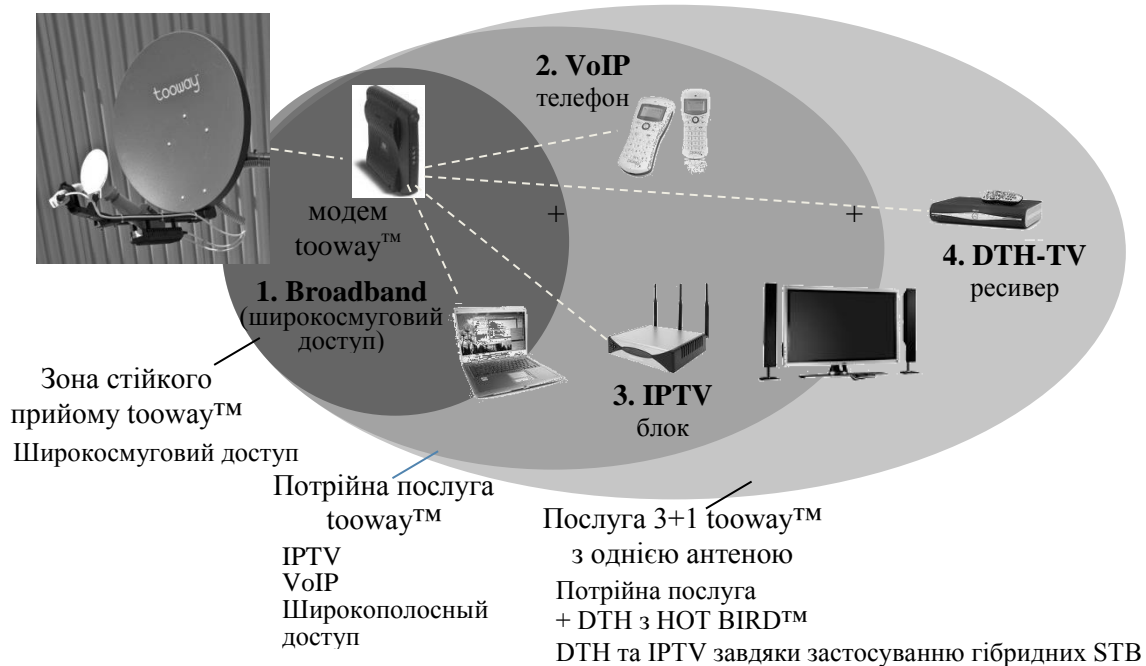 tooway
2. VoIP
телефон
модем
tooway™
+
+
4. DTH-TV
ресивер
1. Broadband
(широкосмуговий
доступ)
3. IPTV
блок
Зона стійкого
прийому tooway™
Широкосмуговий доступ
Потрійна послуга
tooway™
IPTV
VoIP
Широкополосный
доступ
Послуга 3+1 tooway™
з однією антеною
Потрійна послуга
+ DTH з HOT BIRD™
DTH та IPTV завдяки застосуванню гібридних STB